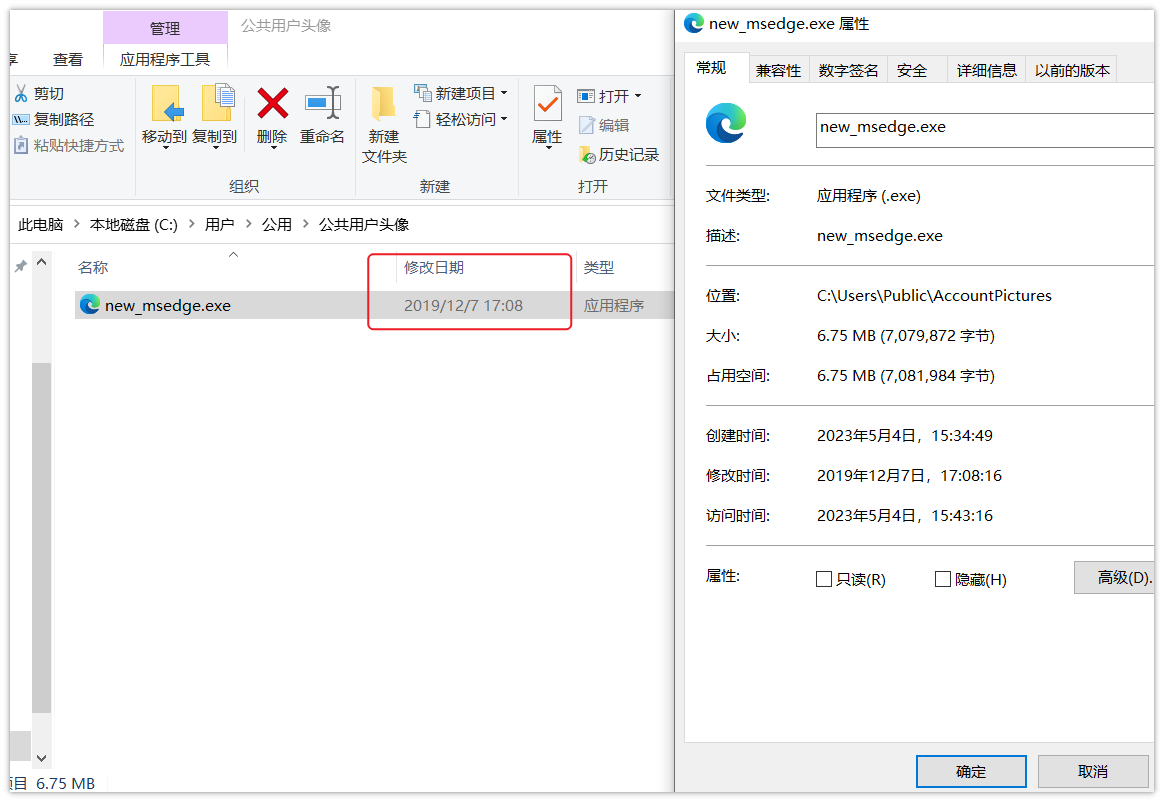 管理
公共用户头像
享
查看
应用程序工具
剪切
复制路径
粘贴快捷方式
移动到
复制到
删除
重命名
组织
新建
文件夹
新建项目
轻松访问
新建
属性
打开
编辑
历史记录
打开
此电脑 > 本地磁盘 (C:) > 用户 > 公用 > 公共用户头像
名称
修改日期
类型
new_msedge.exe
2019/12/7 17:08
应用程序
项目 6.75 MB
new_msedge.exe 属性
常规
兼容性
数字签名
安全
详细信息
以前的版本
new_msedge.exe
文件类型:
应用程序 (.exe)
描述:
new_msedge.exe
位置:
C:\Users\Public\AccountPictures
大小:
6.75 MB (7,079,872 字节)
占用空间:
6.75 MB (7,081,984 字节)
创建时间:
2023年5月4日，15:34:49
修改时间:
2019年12月7日，17:08:16
访问时间:
2023年5月4日，15:43:16
属性:
只读(R)
隐藏(H)
高级(D).
确定
取消